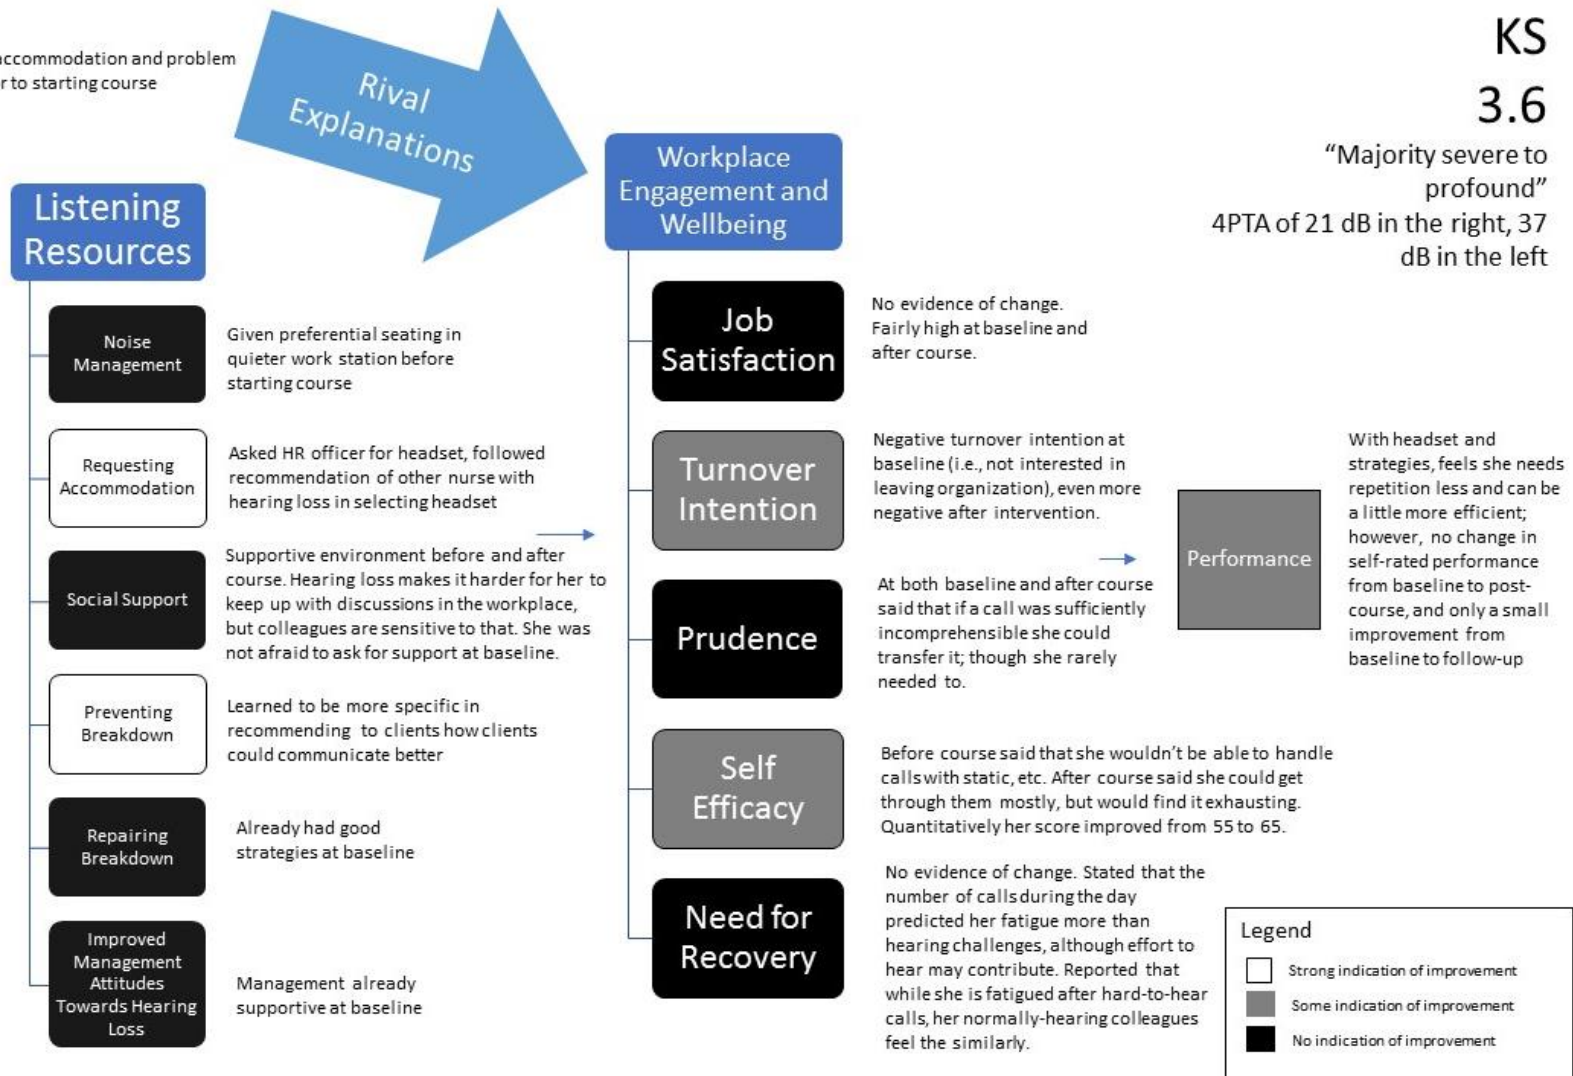 accommodation and problem
r to starting course
Rival
Explanations
KS
3.6
“Majority severe to
profound”
4PTA of 21 dB in the right, 37
dB in the left
Listening
Resources
Noise
Management
Given preferential seating in
quieter work station before
starting course
Requesting
Accommodation
Asked HR officer for headset, followed
recommendation of other nurse with
hearing loss in selecting headset
Social Support
Supportive environment before and after
course. Hearing loss makes it harder for her to
keep up with discussions in the workplace,
but colleagues are sensitive to that. She was
not afraid to ask for support at baseline.
Preventing
Breakdown
Learned to be more specific in
recommending to clients how clients
could communicate better
Repairing
Breakdown
Already had good
strategies at baseline
Improved
Management
Attitudes
Towards Hearing
Loss
Management already
supportive at baseline
Workplace
Engagement and
Wellbeing
Job
Satisfaction
No evidence of change.
Fairly high at baseline and
after course.
Turnover
Intention
Negative turnover intention at
baseline (i.e., not interested in
leaving organization), even more
negative after intervention.
Prudence
At both baseline and after course
said that if a call was sufficiently
incomprehensible she could
transfer it; though she rarely
needed to.
Self
Efficacy
Before course said that she wouldn’t be able to handle
calls with static, etc. After course said she could get
through them mostly, but would find it exhausting.
Quantitatively her score improved from 55 to 65.
Need for
Recovery
No evidence of change. Stated that the
number of calls during the day
predicted her fatigue more than
hearing challenges, although effort to
hear may contribute. Reported that
while she is fatigued after hard-to-hear
calls, her normally-hearing colleagues
feel the similarly.
Performance
With headset and
strategies, feels she needs
repetition less and can be
a little more efficient;
however, no change in
self-rated performance
from baseline to post-
course, and only a small
improvement from
baseline to follow-up
Legend
Strong indication of improvement
Some indication of improvement
No indication of improvement